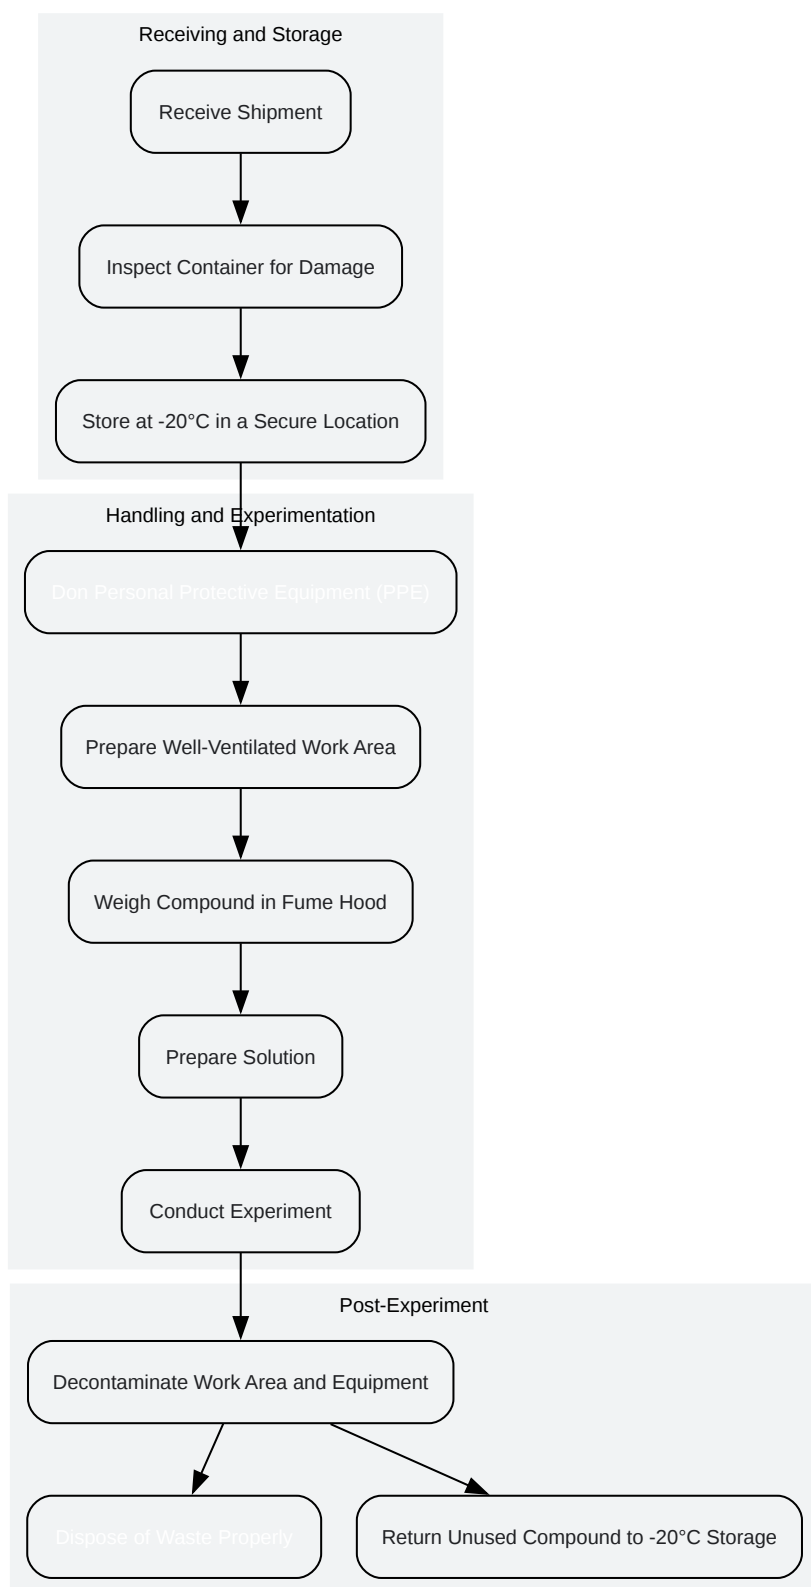 Receiving and Storage
Receive Shipment
Inspect Container for Damage
Store at -20°C in a Secure Location
Handling and Experimentation
Don Personal Protective Equipment (PPE)
Prepare Well-Ventilated Work Area
Weigh Compound in Fume Hood
Prepare Solution
Conduct Experiment
Post-Experiment
Decontaminate Work Area and Equipment
Dispose of Waste Properly
Return Unused Compound to -20°C Storage